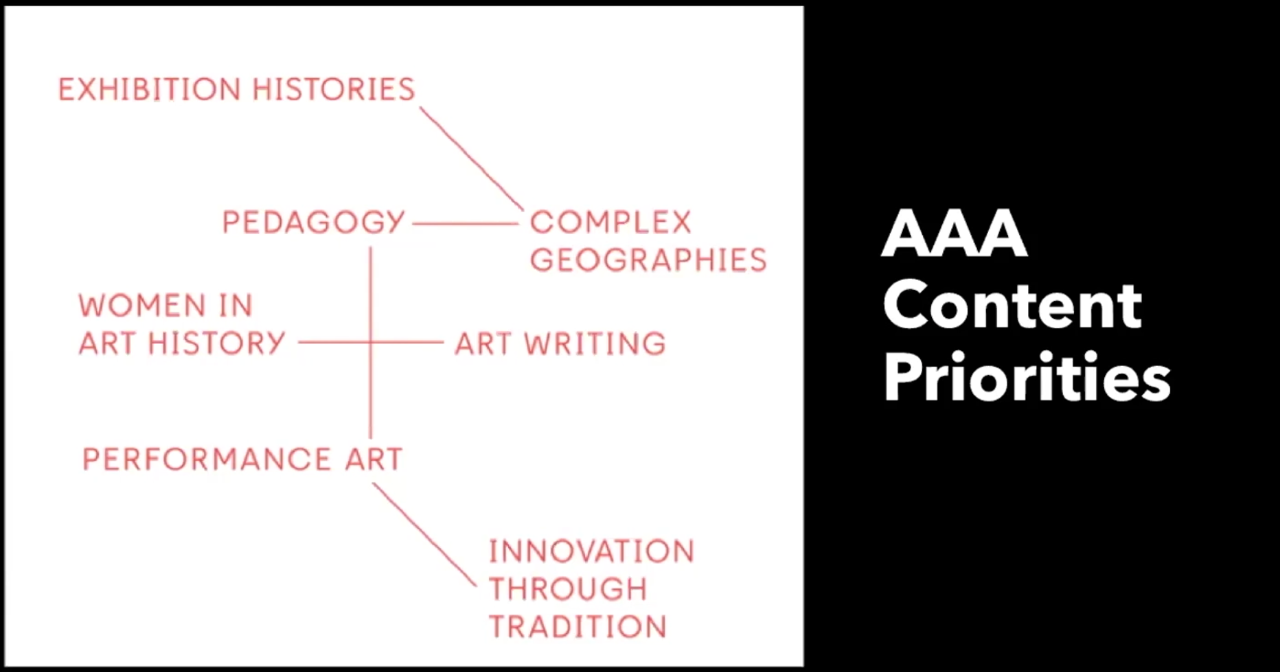 EXHIBITION HISTORIES
PEDAGOGY
COMPLEX
GEOGRAPHIES
WOMEN IN
ART HISTORY
ART WRITING
PERFORMANCE ART
INNOVATION
THROUGH
TRADITION
AAA
Content
Priorities